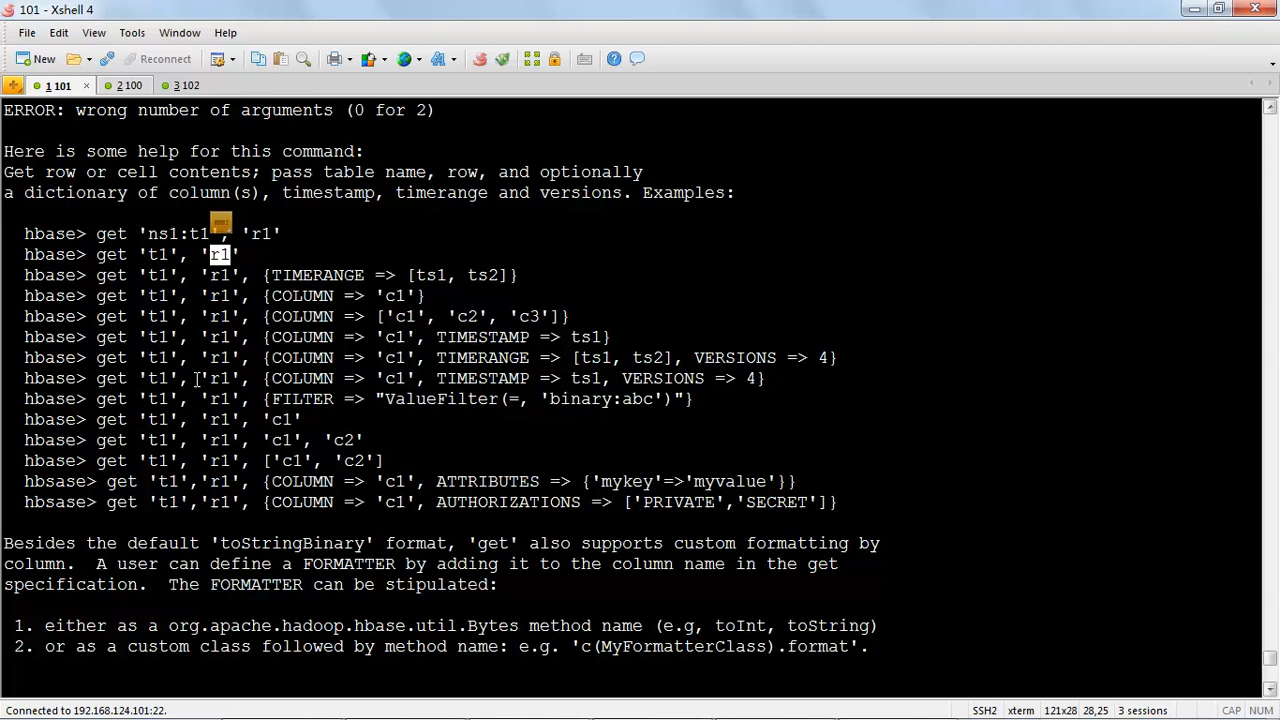 101 - Xshell 4
File Edit View Tools Window Help
New Reconnect
1 101 2 100 3 102
ERROR: wrong number of arguments (0 for 2)
Here is some help for this command:
Get row or cell contents; pass table name, row, and optionally
a dictionary of column(s), timestamp, timerange and versions. Examples:
hbase> get 'ns1:t1', 'r1'
hbase> get 't1', 'r1'
hbase> get 't1', 'r1', {TIMERANGE => [ts1, ts2]}
hbase> get 't1', 'r1', {COLUMN => 'c1'}
hbase> get 't1', 'r1', {COLUMN => ['c1', 'c2', 'c3']}
hbase> get 't1', 'r1', {COLUMN => 'c1', TIMESTAMP => ts1}
hbase> get 't1', 'r1', {COLUMN => 'c1', TIMERANGE => [ts1, ts2], VERSIONS => 4}
hbase> get 't1', 'r1', {COLUMN => 'c1', TIMESTAMP => ts1, VERSIONS => 4}
hbase> get 't1', 'r1', {FILTER => "ValueFilter(=, 'binary:abc')"}
hbase> get 't1', 'r1', 'c1'
hbase> get 't1', 'r1', 'c1', 'c2'
hbase> get 't1', 'r1', ['c1', 'c2']
hbsase> get 't1','r1', {COLUMN => 'c1', ATTRIBUTES => {'mykey'=>'myvalue'}}
hbsase> get 't1','r1', {COLUMN => 'c1', AUTHORIZATIONS => ['PRIVATE','SECRET']}
Besides the default 'toStringBinary' format, 'get' also supports custom formatting by
column.  A user can define a FORMATTER by adding it to the column name in the get
specification.  The FORMATTER can be stipulated:
1. either as a org.apache.hadoop.hbase.util.Bytes method name (e.g, toInt, toString)
2. or as a custom class followed by method name: e.g. 'c(MyFormatterClass).format'.
Connected to 192.168.124.101:22. SSH2 xterm 121x28 28,25 3 sessions CAP NUM